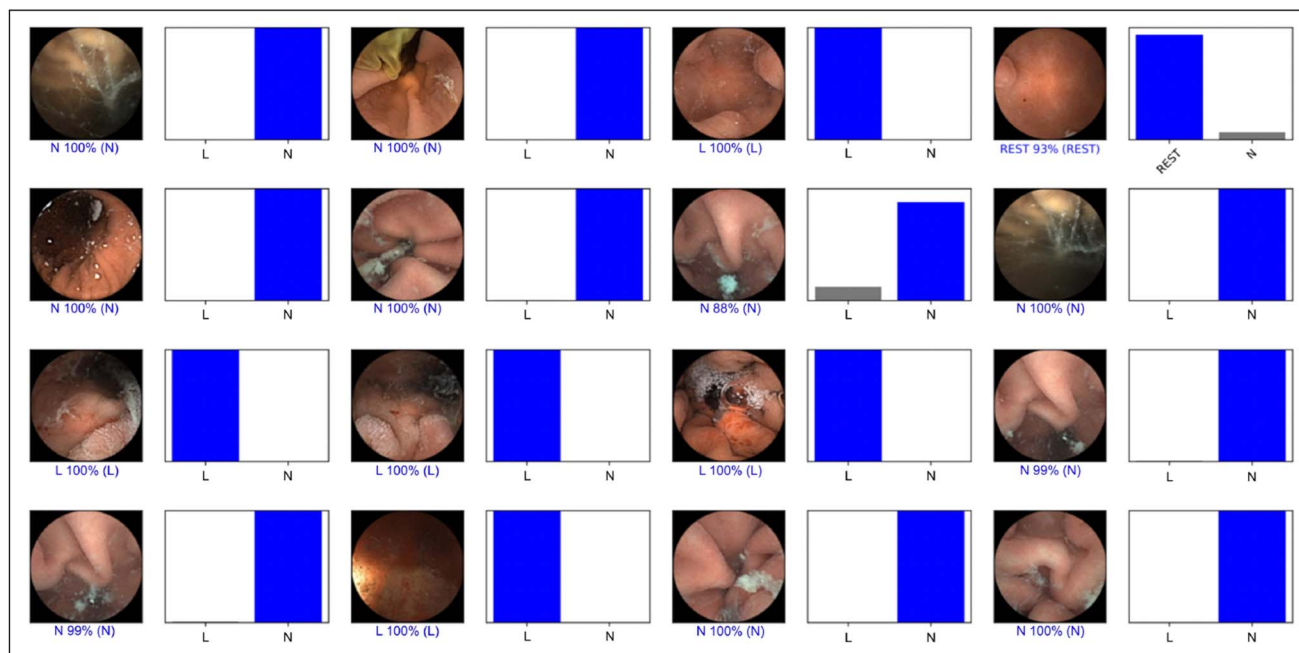 L N L N L N REST N
N 100% (N) N 100% (N) L 100% (L) REST 93% (REST)
L N L N L N L N
N 100% (N) N 100% (N) N 88% (N) N 100% (N)
L N L N L N L N
L 100% (L) L 100% (L) L 100% (L) N 99% (N)
L N L N L N L N
N 99% (N) L 100% (L) N 100% (N) N 100% (N)